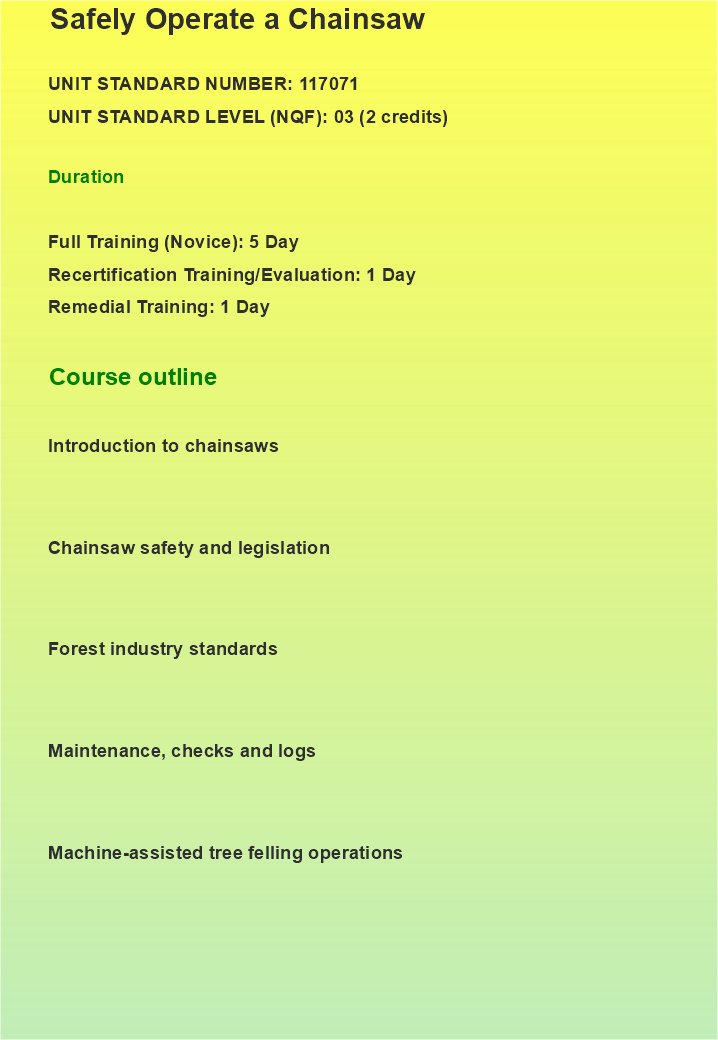 Safely Operate a Chainsaw
UNIT STANDARD NUMBER: 117071
UNIT STANDARD LEVEL (NQF): 03 (2 credits)
Duration
Full Training (Novice): 5 Day
Recertification Training/Evaluation: 1 Day
Remedial Training: 1 Day
Course outline
Introduction to chainsaws
Chainsaw safety and legislation
Forest industry standards
Maintenance, checks and logs
Machine-assisted tree felling operations